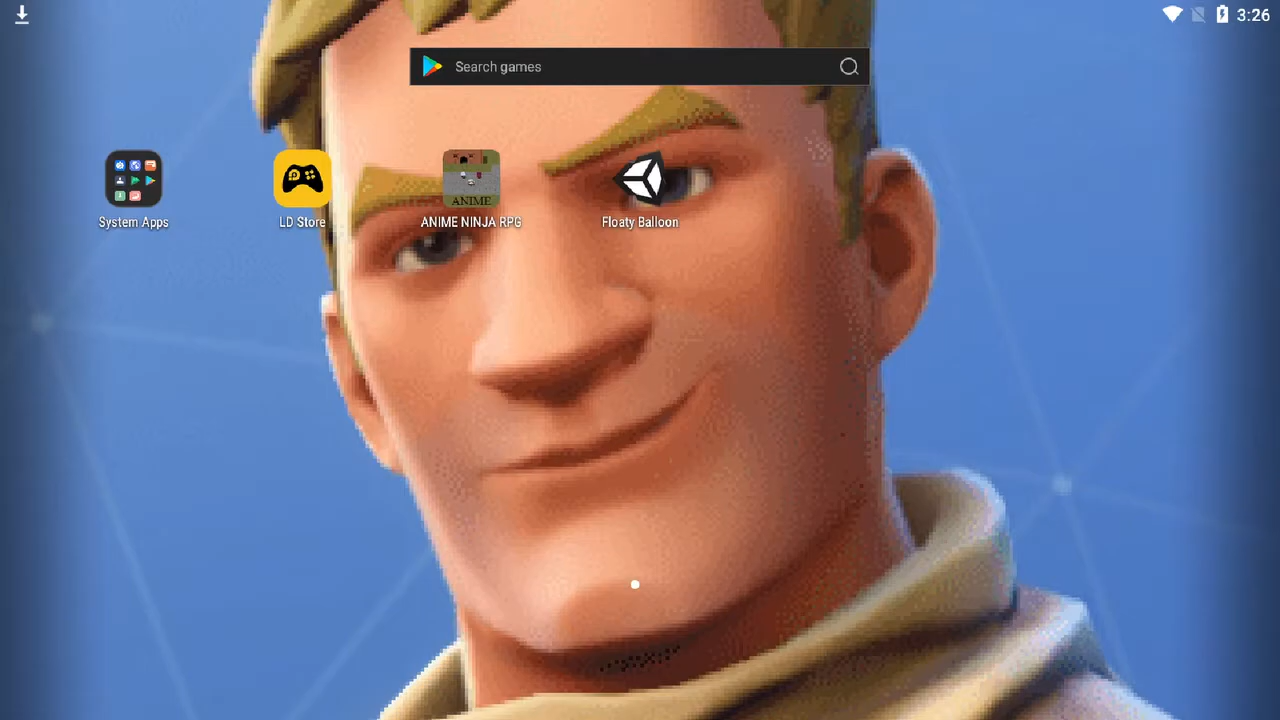 3:26
Search games
System Apps
LD Store
ANIME
ANIME NINJA RPG
Floaty Balloon